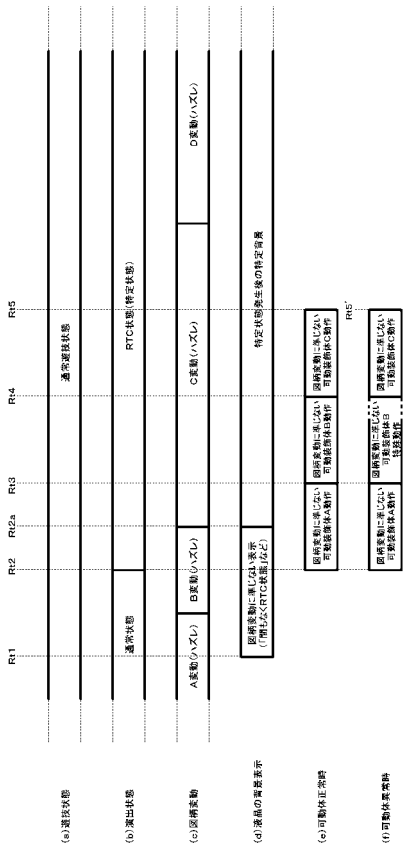 Rt1
Rt2
Rt2a
Rt3
Rt4
Rt5
(a)遊技状態
通常遊技状態
(b)演出状態
通常状態
RTC状態(特定状態)
(c)図柄変動
A変動(ハズレ)
B変動(ハズレ)
C変動(ハズレ)
D変動(ハズレ)
(d)液晶の背景表示
図柄変動に準じない表示
(「間もなくRTC状態」など)
特定状態発生後の特定背景
(e)可動体正常時
図柄変動に準じない
可動装飾体A動作
図柄変動に準じない
可動装飾体B動作
図柄変動に準じない
可動装飾体C動作
Rt5´
(f)可動体異常時
図柄変動に準じない
可動装飾体A動作
図柄変動に準じない
可動装飾体B
特殊動作
図柄変動に準じない
可動装飾体C動作